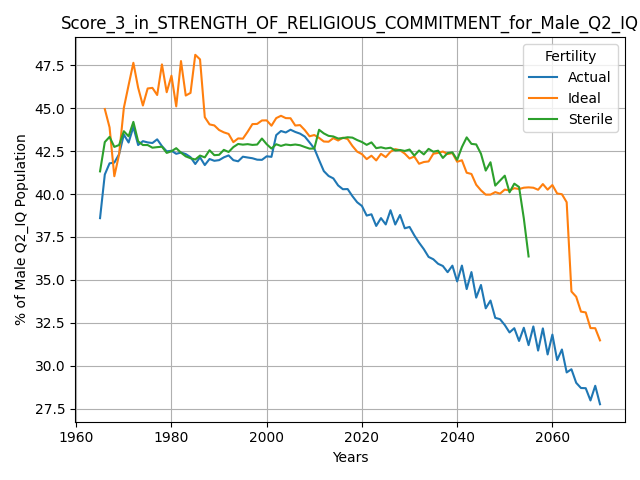 Score_3_in_STRENGTH_OF_RELIGIOUS_COMMITMENT_for_Male_Q2_IQ
Fertility
Actual
Ideal
Sterile
% of Male Q2_IQ Population
47.5
45.0
42.5
40.0
37.5
35.0
32.5
30.0
27.5
1960 1980 2000 2020 2040 2060
Years